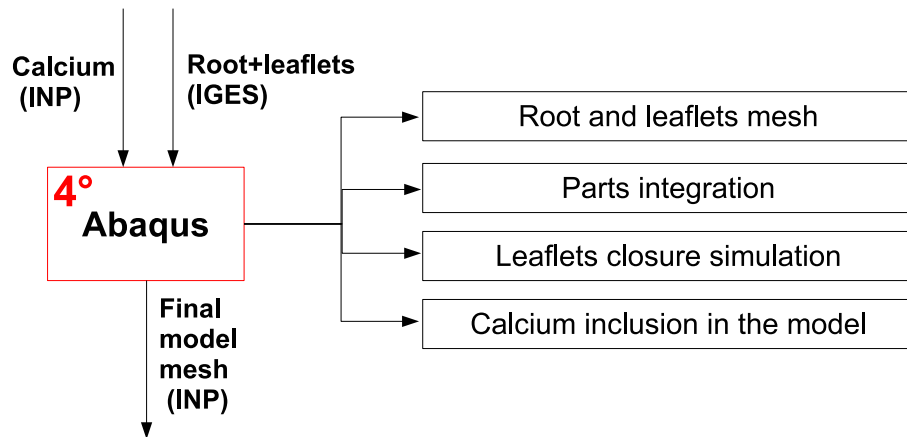 Calcium
(INP)
Root+leaflets
(IGES)
4°
Abaqus
Root and leaflets mesh
Parts integration
Leaflets closure simulation
Calcium inclusion in the model
Final
model
mesh
(INP)